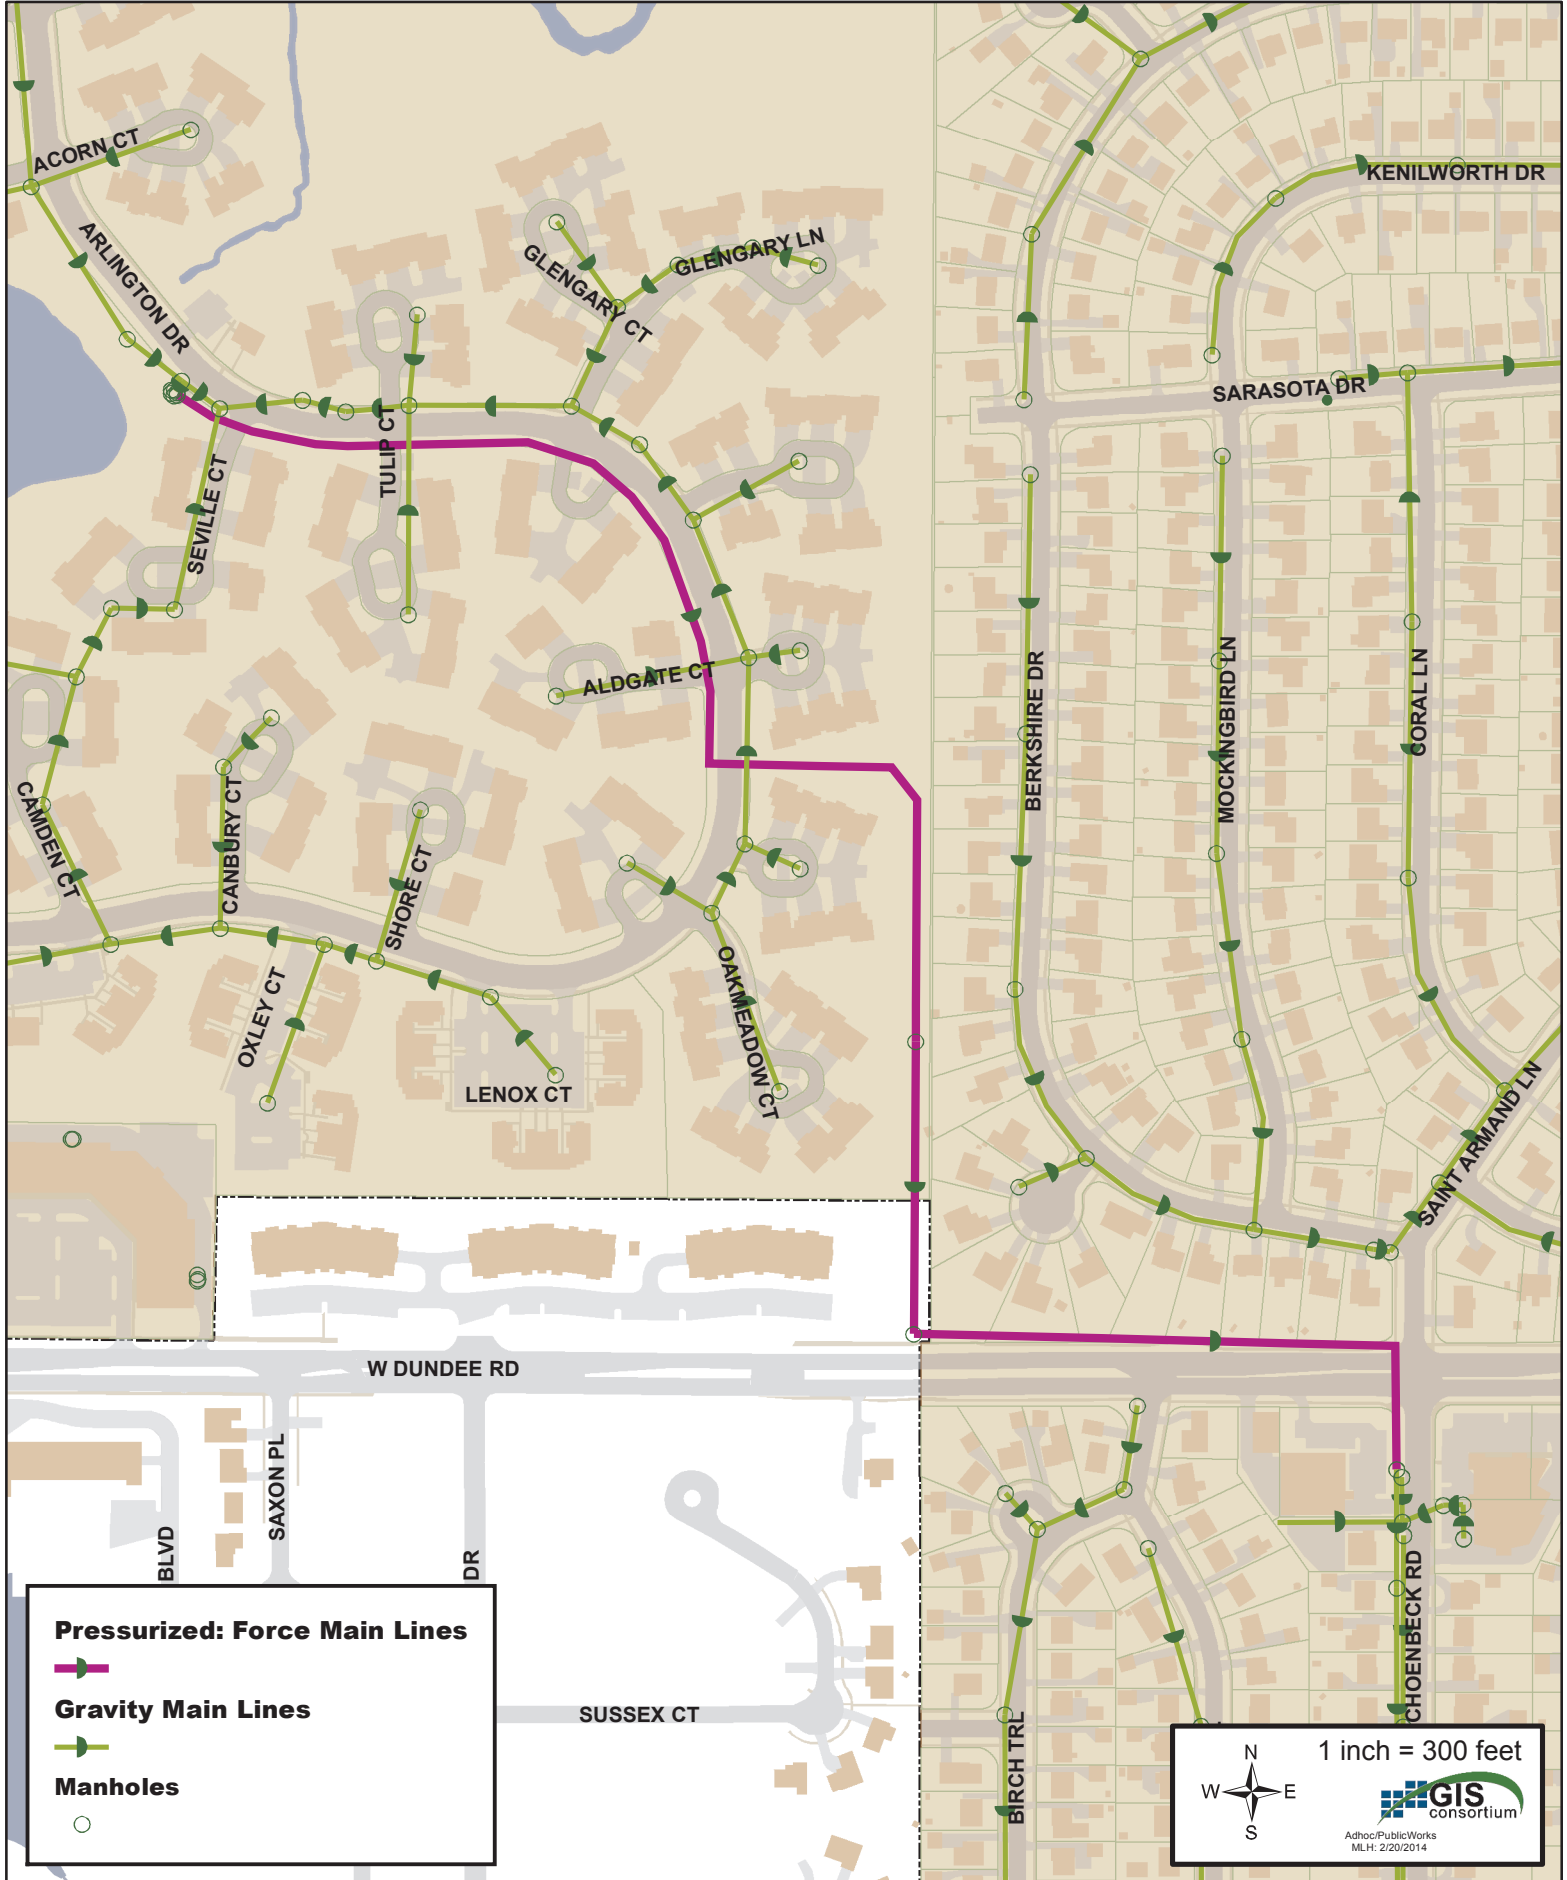 ACORN CT
KENILWORTH DR
ARLINGTON DR
GLENGARY LN
GLENGARY CT
SARASOTA DR
TULIP CT
SEVILLE CT
ALDGATE CT
BERKSHIRE DR
MOCKINGBIRD LN
CORAL LN
CAMDEN CT
CANBURY CT
SHORE CT
OXLEY CT
OAKMEADOW CT
LENOX CT
SAINT ARMAND LN
W DUNDEE RD
SAXON PL
BLVD
DR
CHOENBECK RD
SUSSEX CT
BIRCH TRL
Pressurized: Force Main Lines
Gravity Main Lines
Manholes
1 inch = 300 feet
N
W E
S
GIS
consortium
Adhoc/PublicWorks
MLH: 2/20/2014